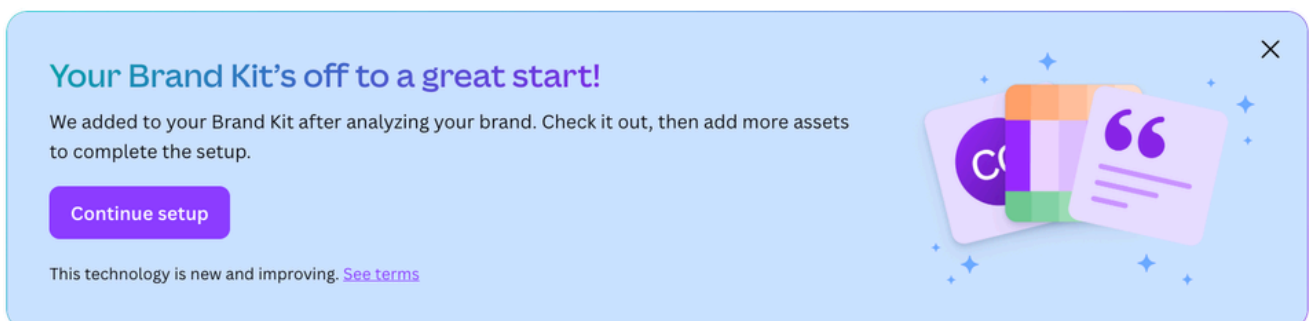 Your Brand Kit's off to a great start!
We added to your Brand Kit after analyzing your brand. Check it out, then add more assets
to complete the setup.
Continue setup
This technology is new and improving. See terms